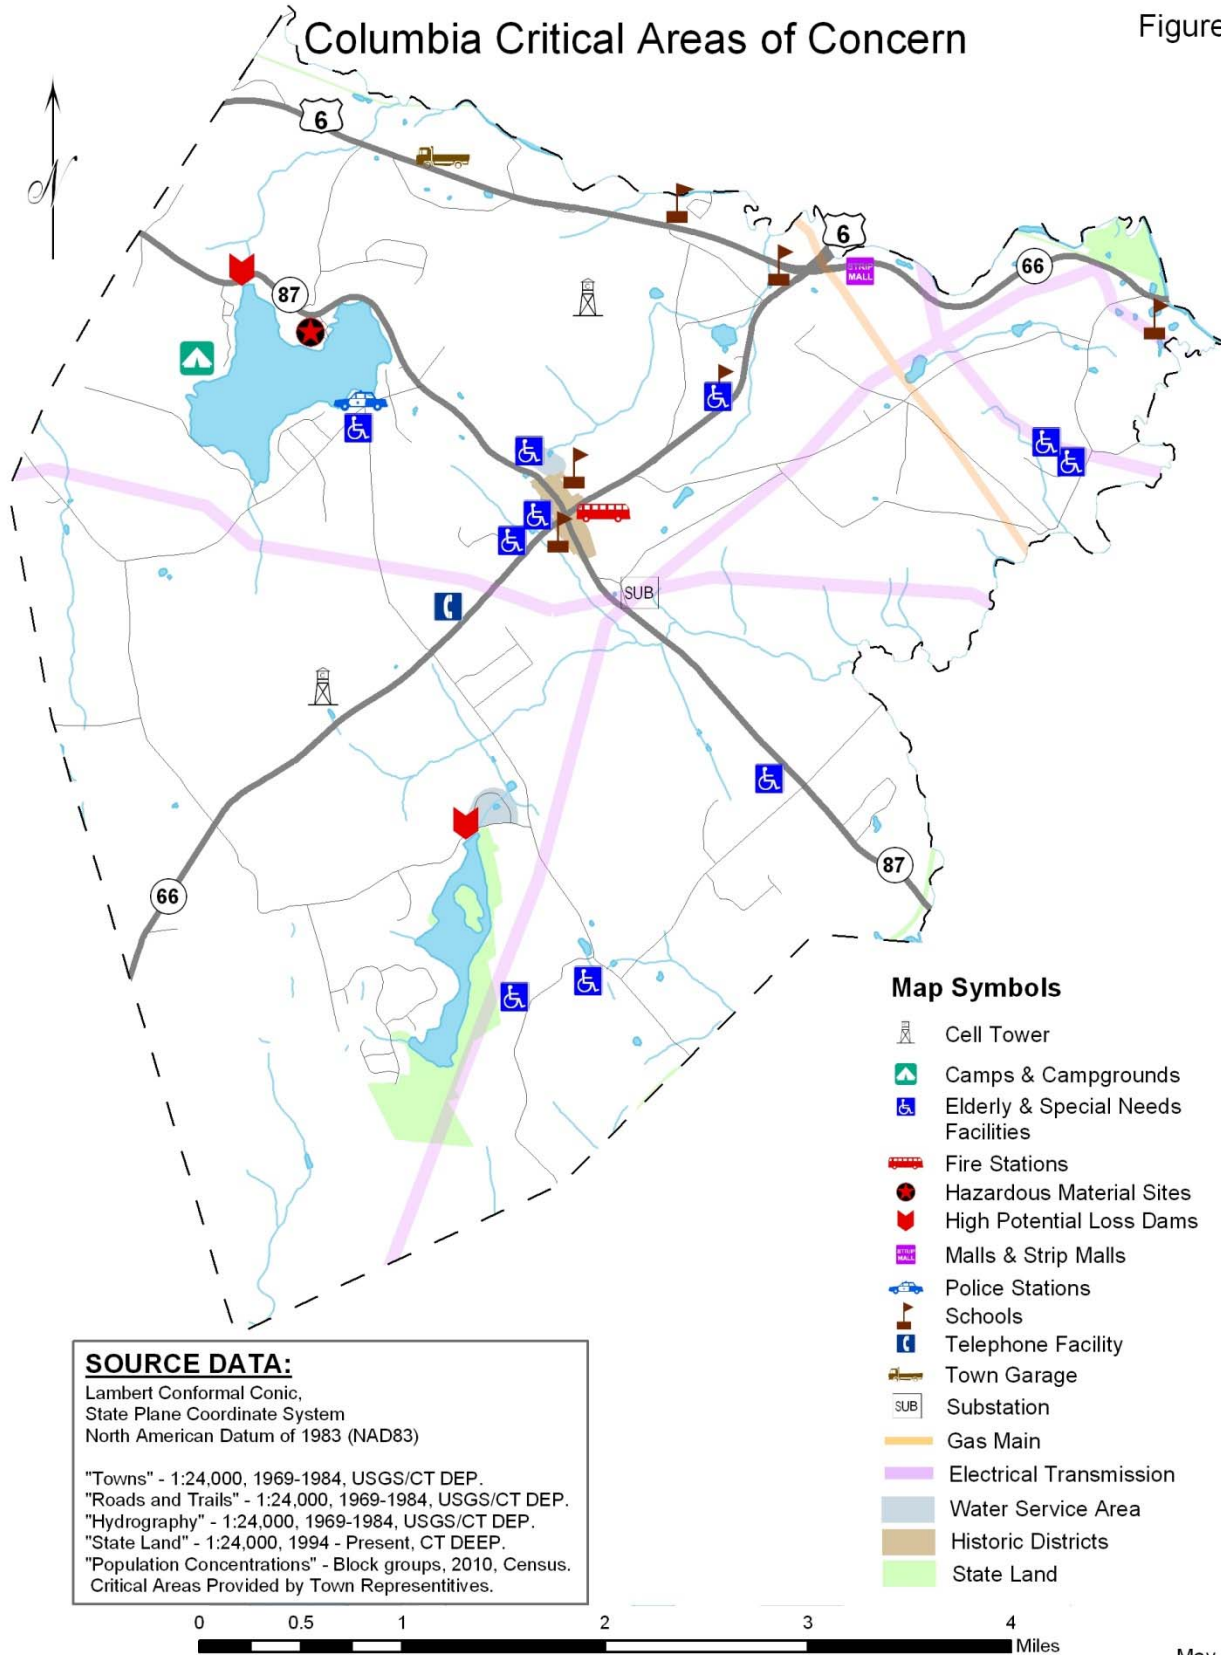 Columbia Critical Areas of Concern
Figure
6
6
66
87
STRIP
MALL
SUB
66
87
Map Symbols
Cell Tower
Camps & Campgrounds
Elderly & Special Needs
Facilities
Fire Stations
Hazardous Material Sites
High Potential Loss Dams
STRIP
MALL
Malls & Strip Malls
Police Stations
Schools
Telephone Facility
Town Garage
SUB
Substation
Gas Main
Electrical Transmission
Water Service Area
Historic Districts
State Land
SOURCE DATA:
Lambert Conformal Conic,
State Plane Coordinate System
North American Datum of 1983 (NAD83)
"Towns" - 1:24,000, 1969-1984, USGS/CT DEP.
"Roads and Trails" - 1:24,000, 1969-1984, USGS/CT DEP.
"Hydrography" - 1:24,000, 1969-1984, USGS/CT DEP.
"State Land" - 1:24,000, 1994 - Present, CT DEEP.
"Population Concentrations" - Block groups, 2010, Census.
Critical Areas Provided by Town Representitives.
0 0.5 1 2 3 4
Miles